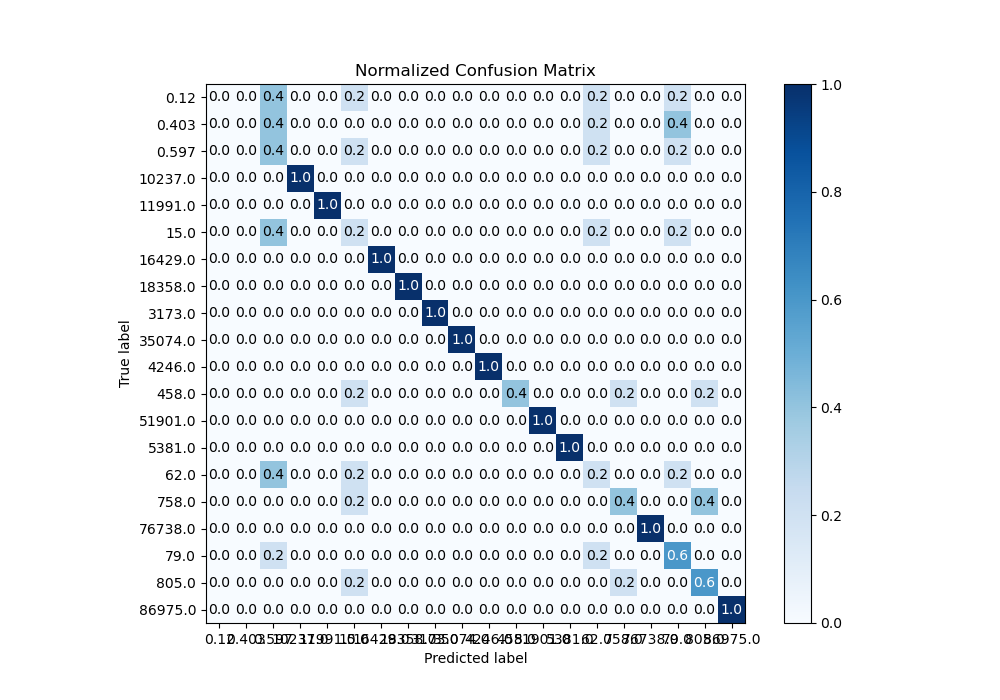 Normalized Confusion Matrix
0.12 0.0 0.0 0.4 0.0 0.0 0.2 0.0 0.0 0.0 0.0 0.0 0.0 0.0 0.0 0.2 0.0 0.0 0.2 0.0 0.0
0.403 0.0 0.0 0.4 0.0 0.0 0.0 0.0 0.0 0.0 0.0 0.0 0.0 0.0 0.0 0.2 0.0 0.0 0.4 0.0 0.0
0.597 0.0 0.0 0.4 0.0 0.0 0.2 0.0 0.0 0.0 0.0 0.0 0.0 0.0 0.0 0.2 0.0 0.0 0.2 0.0 0.0
10237.0 0.0 0.0 0.0 1.0 0.0 0.0 0.0 0.0 0.0 0.0 0.0 0.0 0.0 0.0 0.0 0.0 0.0 0.0 0.0 0.0
11991.0 0.0 0.0 0.0 0.0 1.0 0.0 0.0 0.0 0.0 0.0 0.0 0.0 0.0 0.0 0.0 0.0 0.0 0.0 0.0 0.0
15.0 0.0 0.0 0.4 0.0 0.0 0.2 0.0 0.0 0.0 0.0 0.0 0.0 0.0 0.0 0.2 0.0 0.0 0.2 0.0 0.0
16429.0 0.0 0.0 0.0 0.0 0.0 0.0 1.0 0.0 0.0 0.0 0.0 0.0 0.0 0.0 0.0 0.0 0.0 0.0 0.0 0.0
18358.0 0.0 0.0 0.0 0.0 0.0 0.0 0.0 1.0 0.0 0.0 0.0 0.0 0.0 0.0 0.0 0.0 0.0 0.0 0.0 0.0
3173.0 0.0 0.0 0.0 0.0 0.0 0.0 0.0 0.0 1.0 0.0 0.0 0.0 0.0 0.0 0.0 0.0 0.0 0.0 0.0 0.0
35074.0 0.0 0.0 0.0 0.0 0.0 0.0 0.0 0.0 0.0 1.0 0.0 0.0 0.0 0.0 0.0 0.0 0.0 0.0 0.0 0.0
4246.0 0.0 0.0 0.0 0.0 0.0 0.0 0.0 0.0 0.0 0.0 1.0 0.0 0.0 0.0 0.0 0.0 0.0 0.0 0.0 0.0
458.0 0.0 0.0 0.0 0.0 0.0 0.2 0.0 0.0 0.0 0.0 0.0 0.4 0.0 0.0 0.0 0.2 0.0 0.0 0.2 0.0
51901.0 0.0 0.0 0.0 0.0 0.0 0.0 0.0 0.0 0.0 0.0 0.0 0.0 1.0 0.0 0.0 0.0 0.0 0.0 0.0 0.0
5381.0 0.0 0.0 0.0 0.0 0.0 0.0 0.0 0.0 0.0 0.0 0.0 0.0 0.0 1.0 0.0 0.0 0.0 0.0 0.0 0.0
62.0 0.0 0.0 0.4 0.0 0.0 0.2 0.0 0.0 0.0 0.0 0.0 0.0 0.0 0.0 0.2 0.0 0.0 0.2 0.0 0.0
758.0 0.0 0.0 0.0 0.0 0.0 0.2 0.0 0.0 0.0 0.0 0.0 0.0 0.0 0.0 0.0 0.4 0.0 0.0 0.4 0.0
76738.0 0.0 0.0 0.0 0.0 0.0 0.0 0.0 0.0 0.0 0.0 0.0 0.0 0.0 0.0 0.0 0.0 1.0 0.0 0.0 0.0
79.0 0.0 0.0 0.2 0.0 0.0 0.0 0.0 0.0 0.0 0.0 0.0 0.0 0.0 0.0 0.2 0.0 0.0 0.6 0.0 0.0
805.0 0.0 0.0 0.0 0.0 0.0 0.2 0.0 0.0 0.0 0.0 0.0 0.0 0.0 0.0 0.0 0.2 0.0 0.0 0.6 0.0
86975.0 0.0 0.0 0.0 0.0 0.0 0.0 0.0 0.0 0.0 0.0 0.0 0.0 0.0 0.0 0.0 0.0 0.0 0.0 0.0 1.0
True label
Predicted label
1.0
0.8
0.6
0.4
0.2
0.0